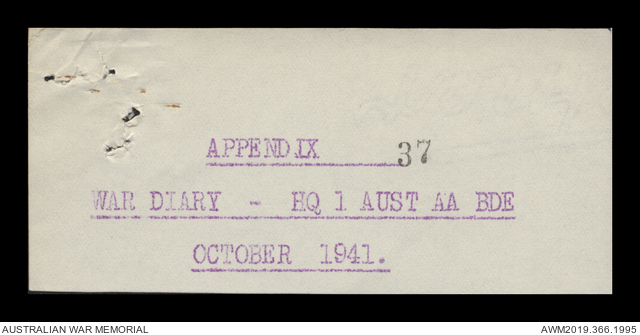 APPENDIX 37
WAR DIARY - HQ 1 AUST AA BDE
OCTOBER 1941.
AUSTRALIAN WAR MEMORIAL
AWM2019.366.1995